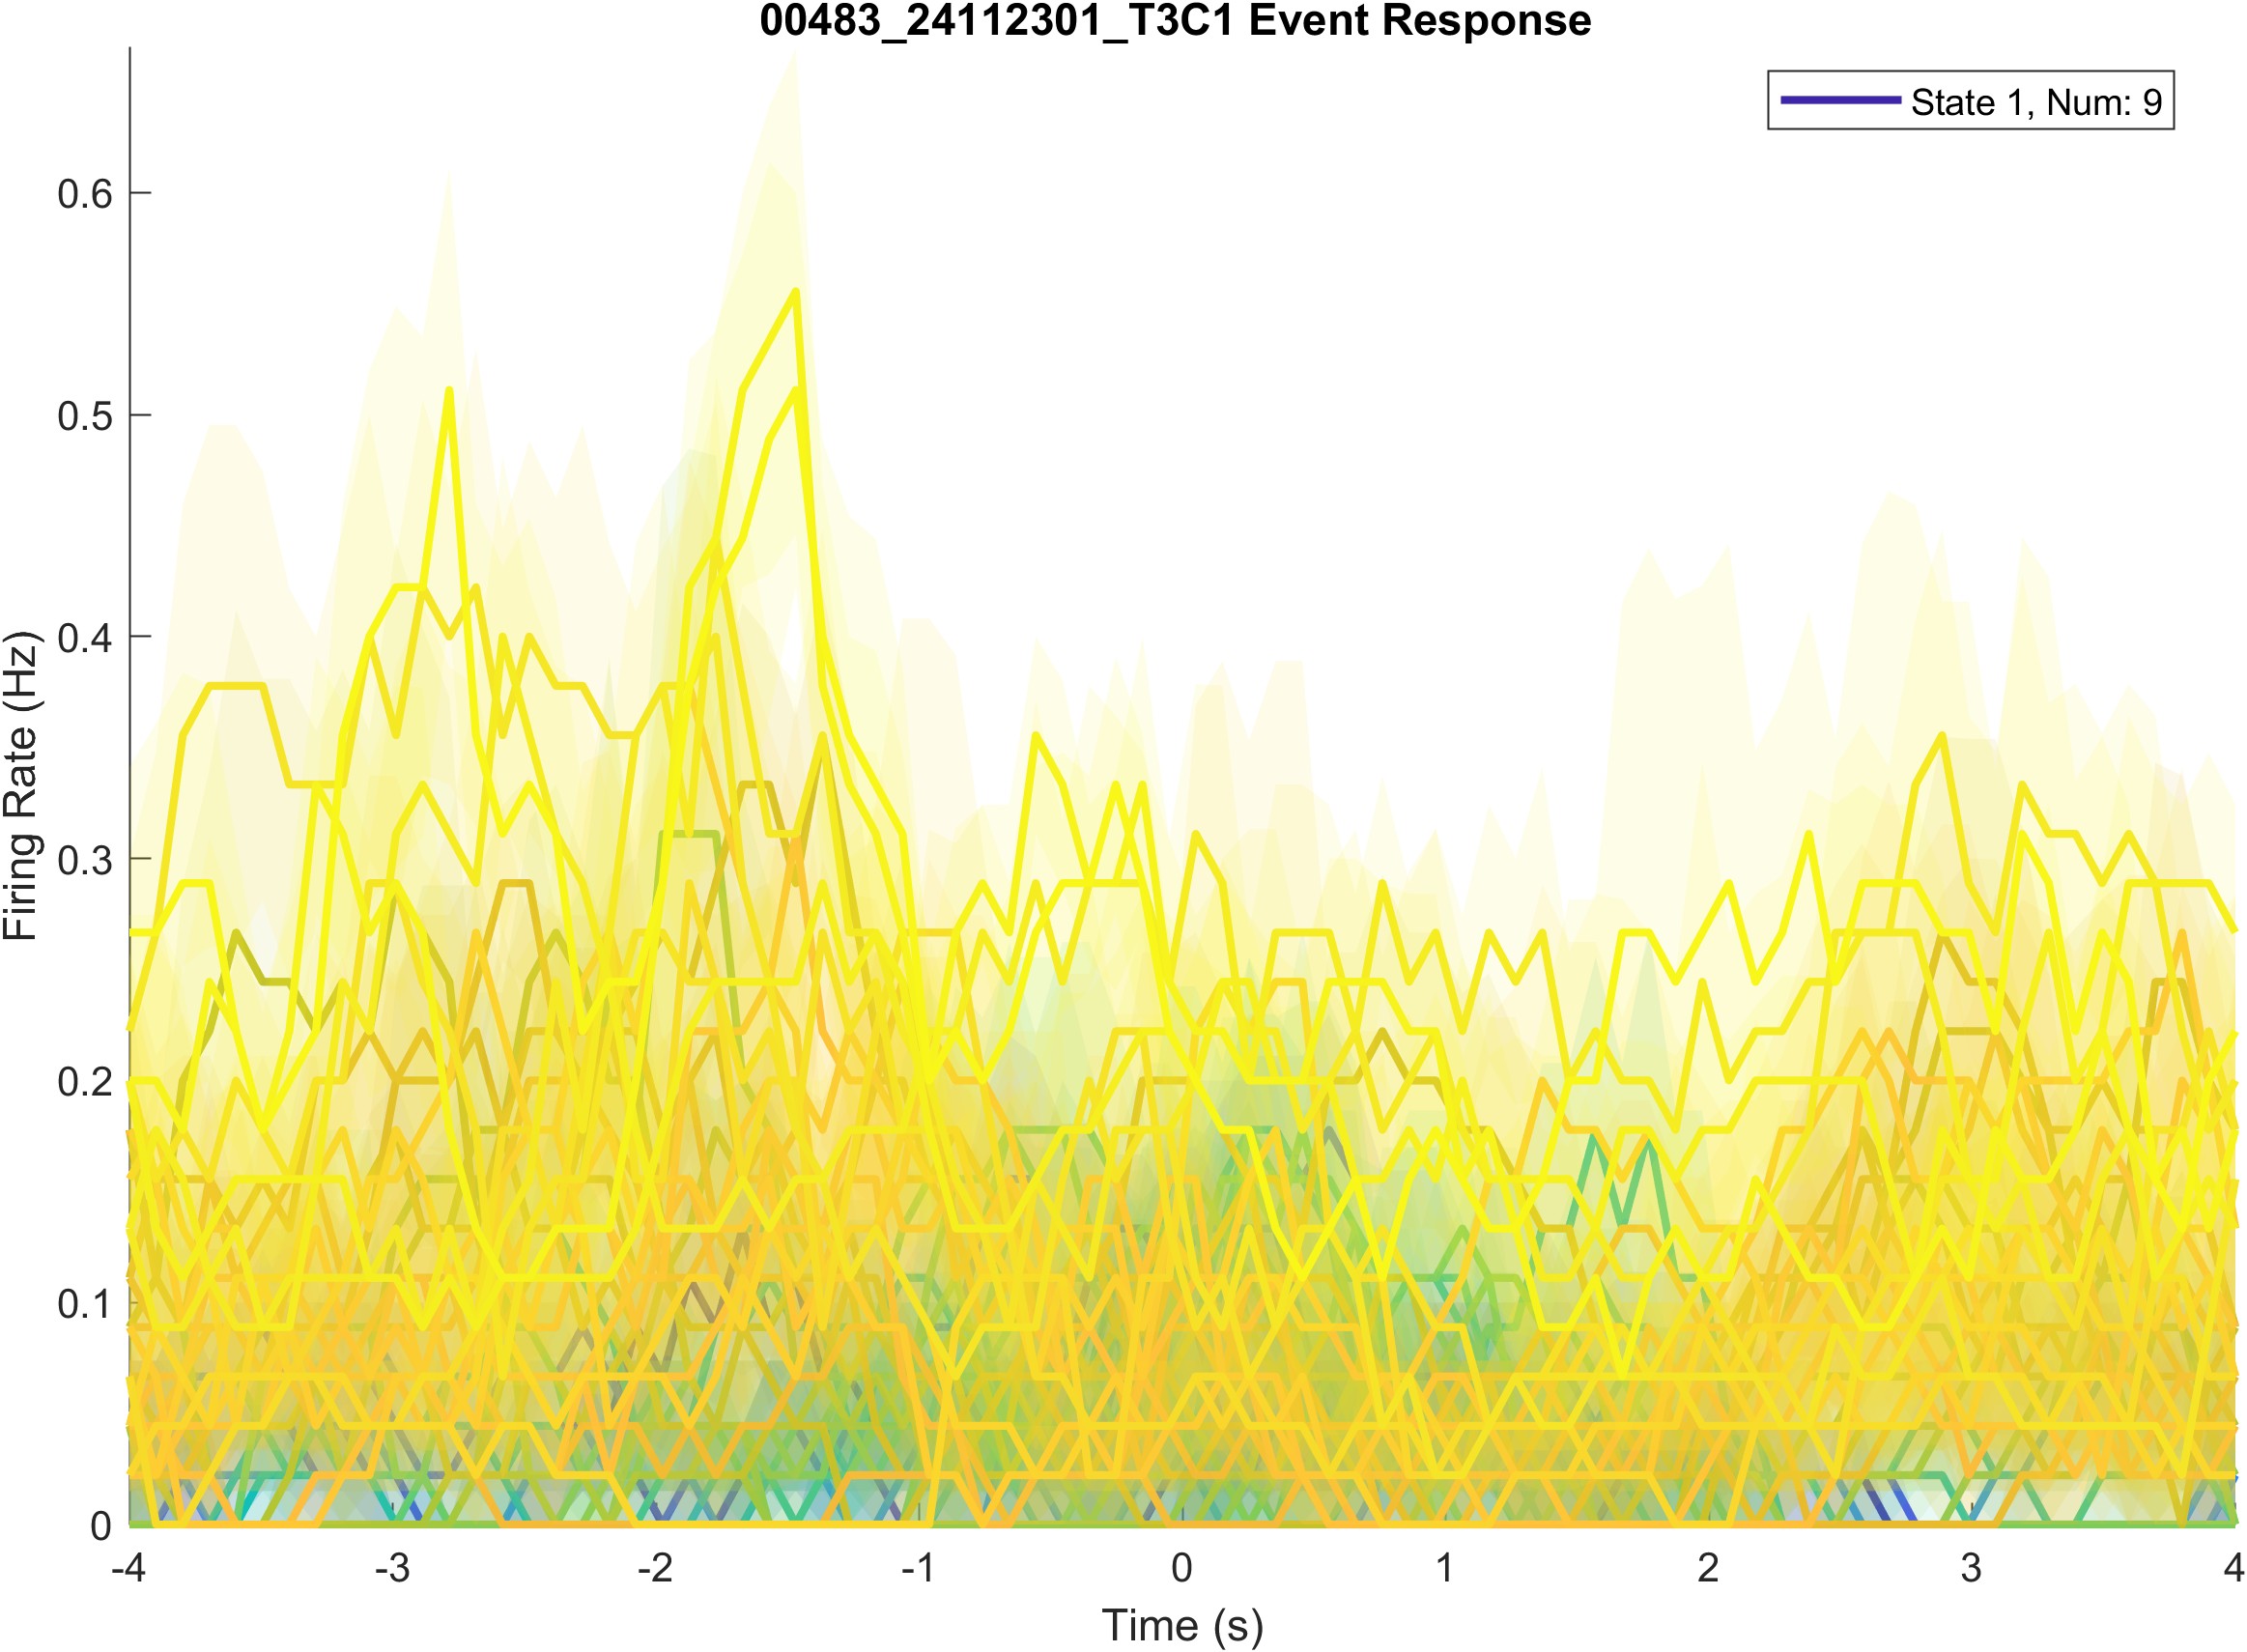 00483_24112301_T3C1 Event Response
State 1, Num: 9
0.6
0.5
0.4
0.3
0.2
0.1
0
Firing Rate (Hz)
-4 -3 -2 -1 0 1 2 3 4
Time (s)